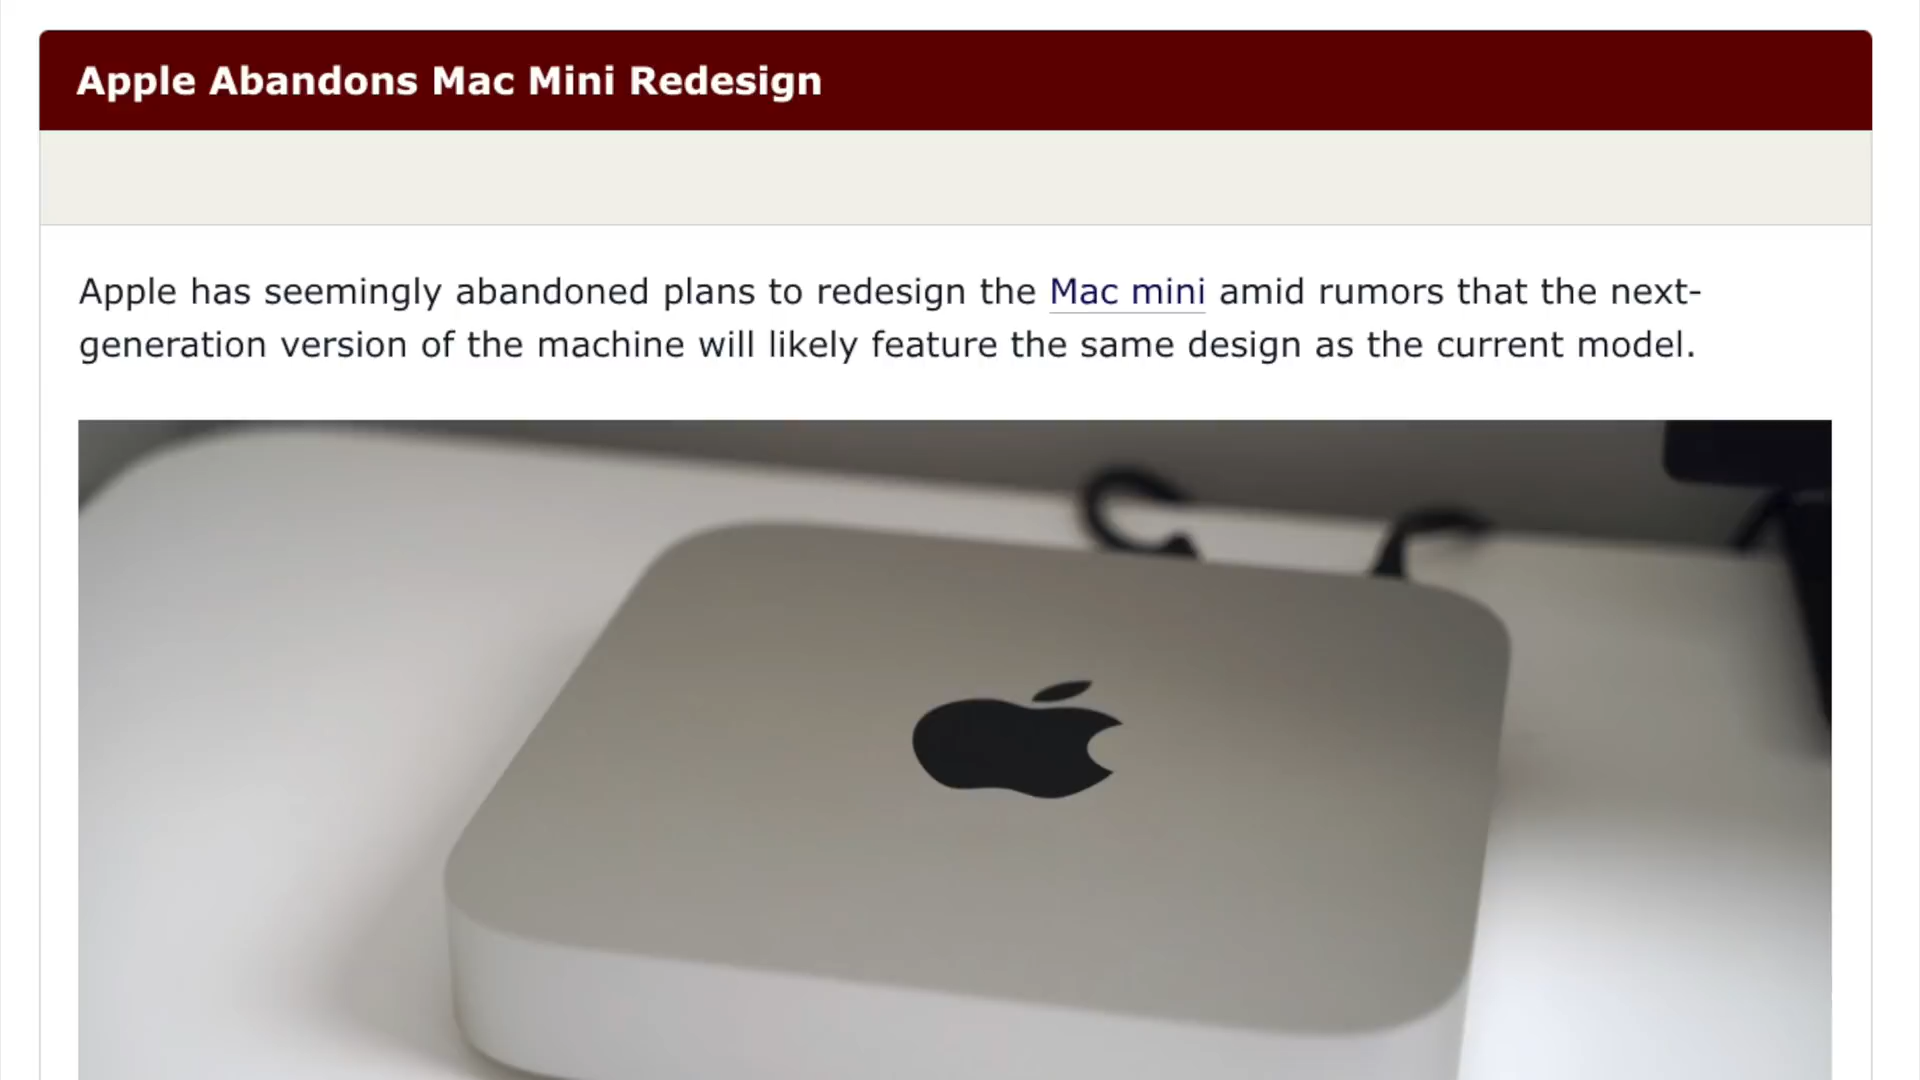 Apple Abandons Mac Mini Redesign
Apple has seemingly abandoned plans to redesign the Mac mini amid rumors that the next-
generation version of the machine will likely feature the same design as the current model.